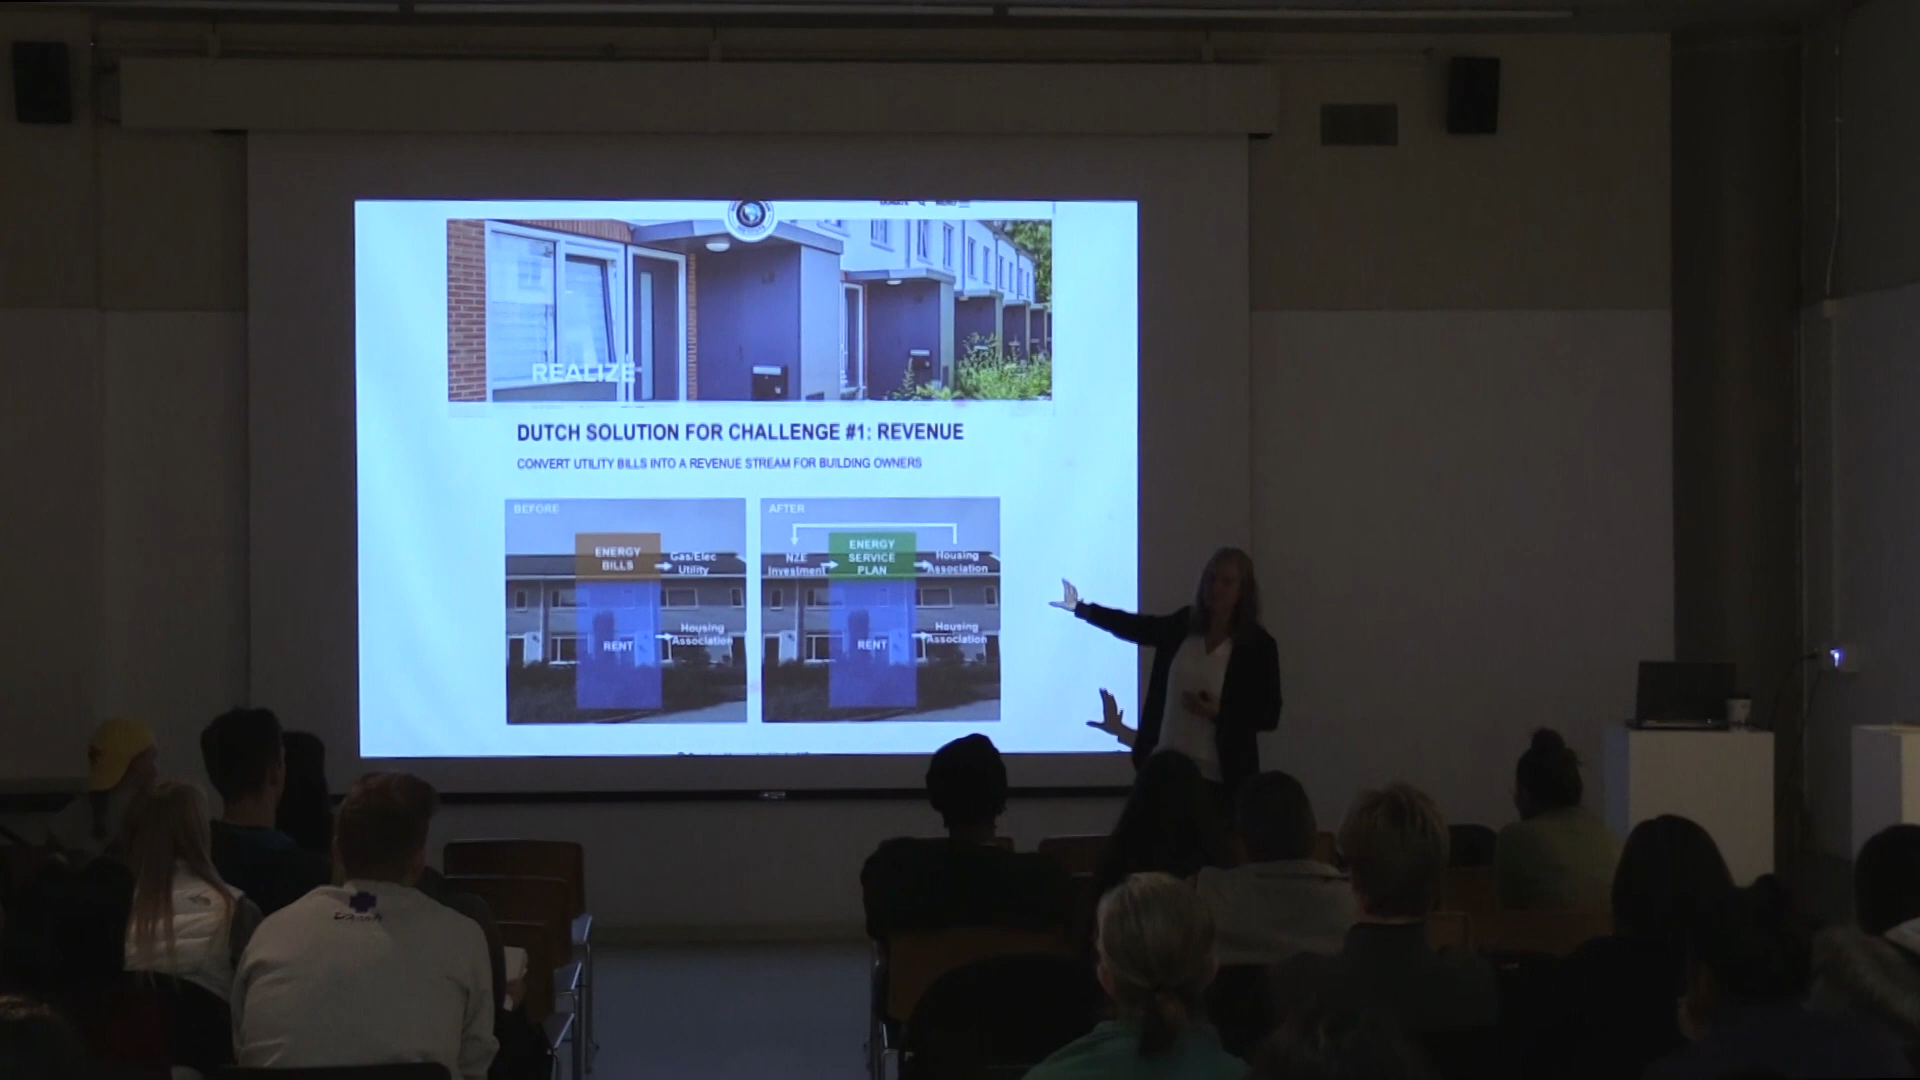 REALIZE
DUTCH SOLUTION FOR CHALLENGE #1: REVENUE
CONVERT UTILITY BILLS INTO A REVENUE STREAM FOR BUILDING OWNERS
BEFORE
ENERGY
BILLS
Gas/Elec
Utility
RENT
Housing
Association
AFTER
NZE
Investment
ENERGY
SERVICE
PLAN
Housing
Association
RENT
Housing
Association